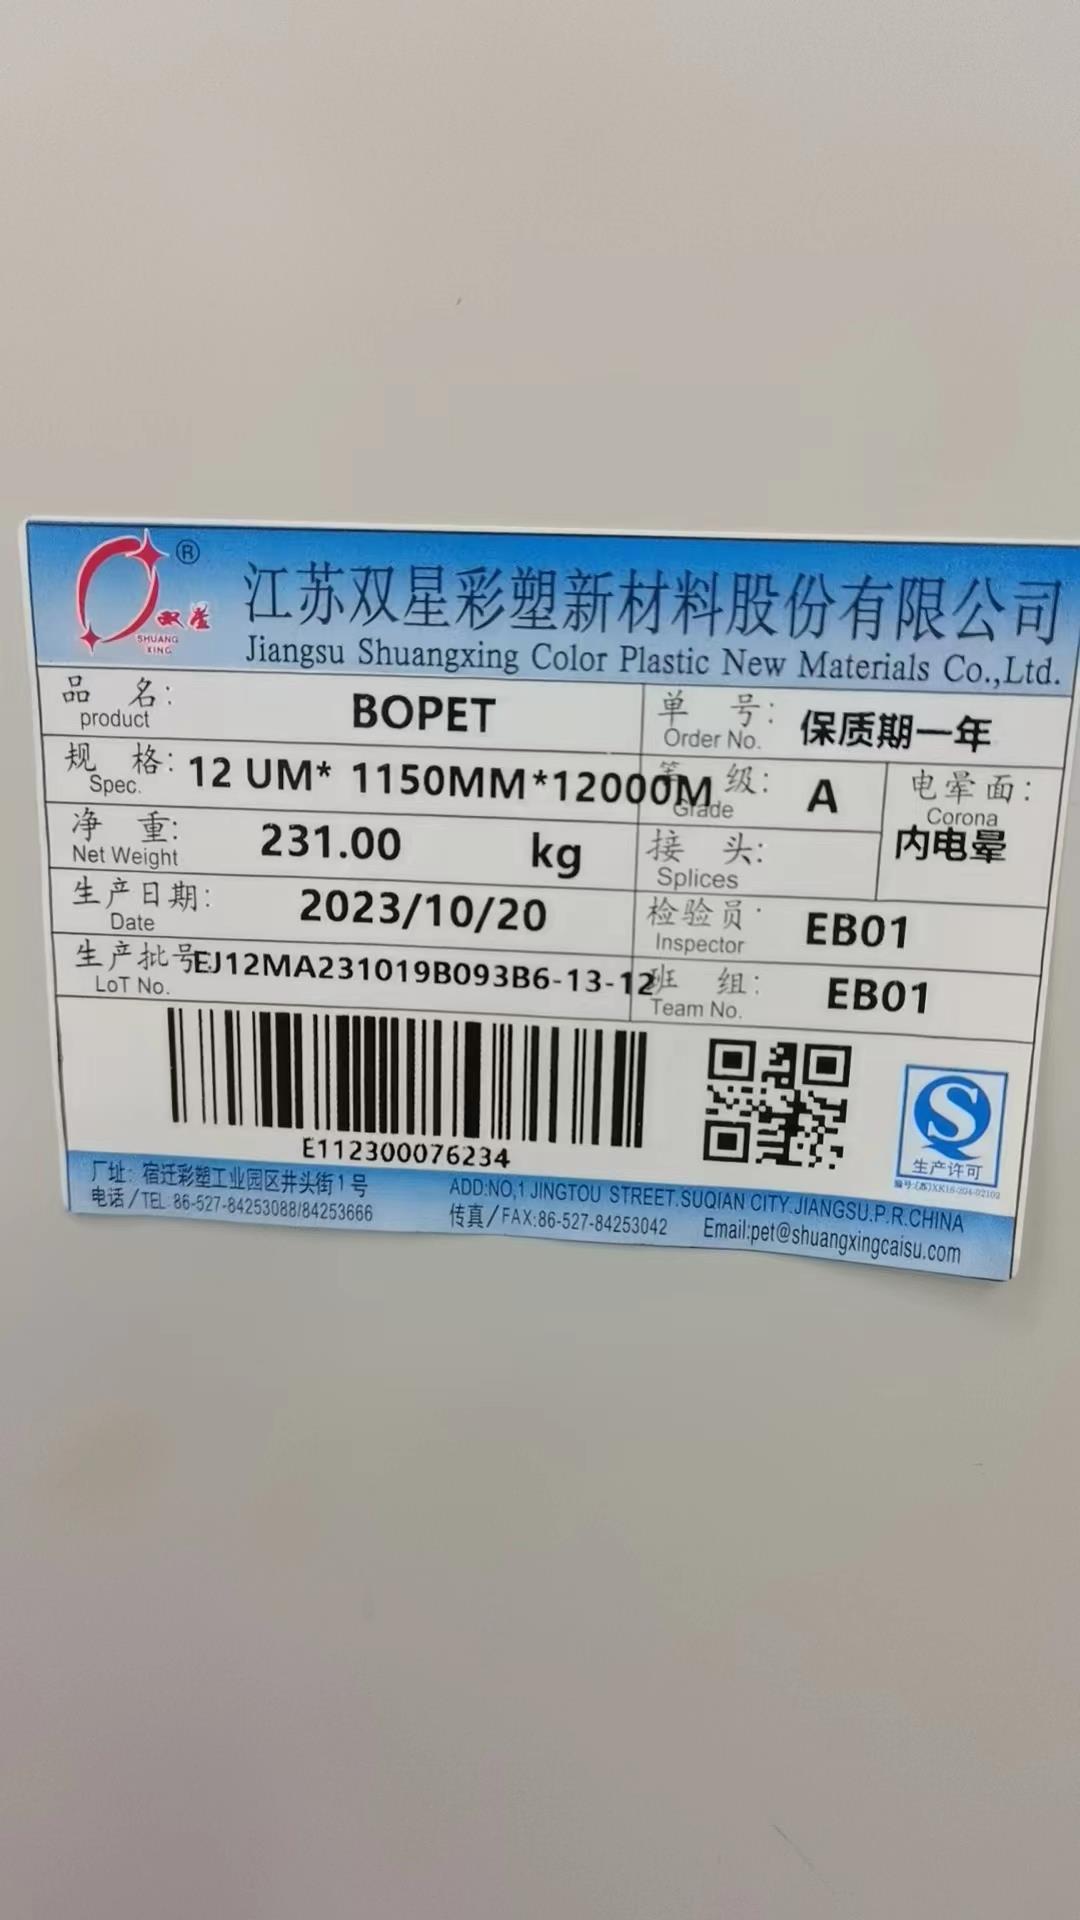 ®
双星
SHUANG
XING
江苏双星彩塑新材料股份有限公司
Jiangsu Shuangxing Color Plastic New Materials Co.,Ltd.
品 名:
product
BOPET
单 号:
Order No.
保质期一年
规 格:
Spec.
12 UM* 1150MM*12000M
等 级:
Grade
A
电晕面:
Corona
内电晕
净 重:
Net Weight
231.00 kg
接 头:
Splices
生产日期:
Date
2023/10/20
检验员:
Inspector
EB01
生产批号:
LoT No.
EJ12MA231019B093B6-13-12
班 组:
Team No.
EB01
E112300076234
S
生产许可
编号:(苏)XK16-204-02102
厂址: 宿迁彩塑工业园区井头街1号
ADD:NO,1 JINGTOU STREET.SUQIAN CITY.JIANGSU.P.R.CHINA
电话/TEL: 86-527-84253088/84253666
传真/FAX:86-527-84253042
Email:pet@shuangxingcaisu.com